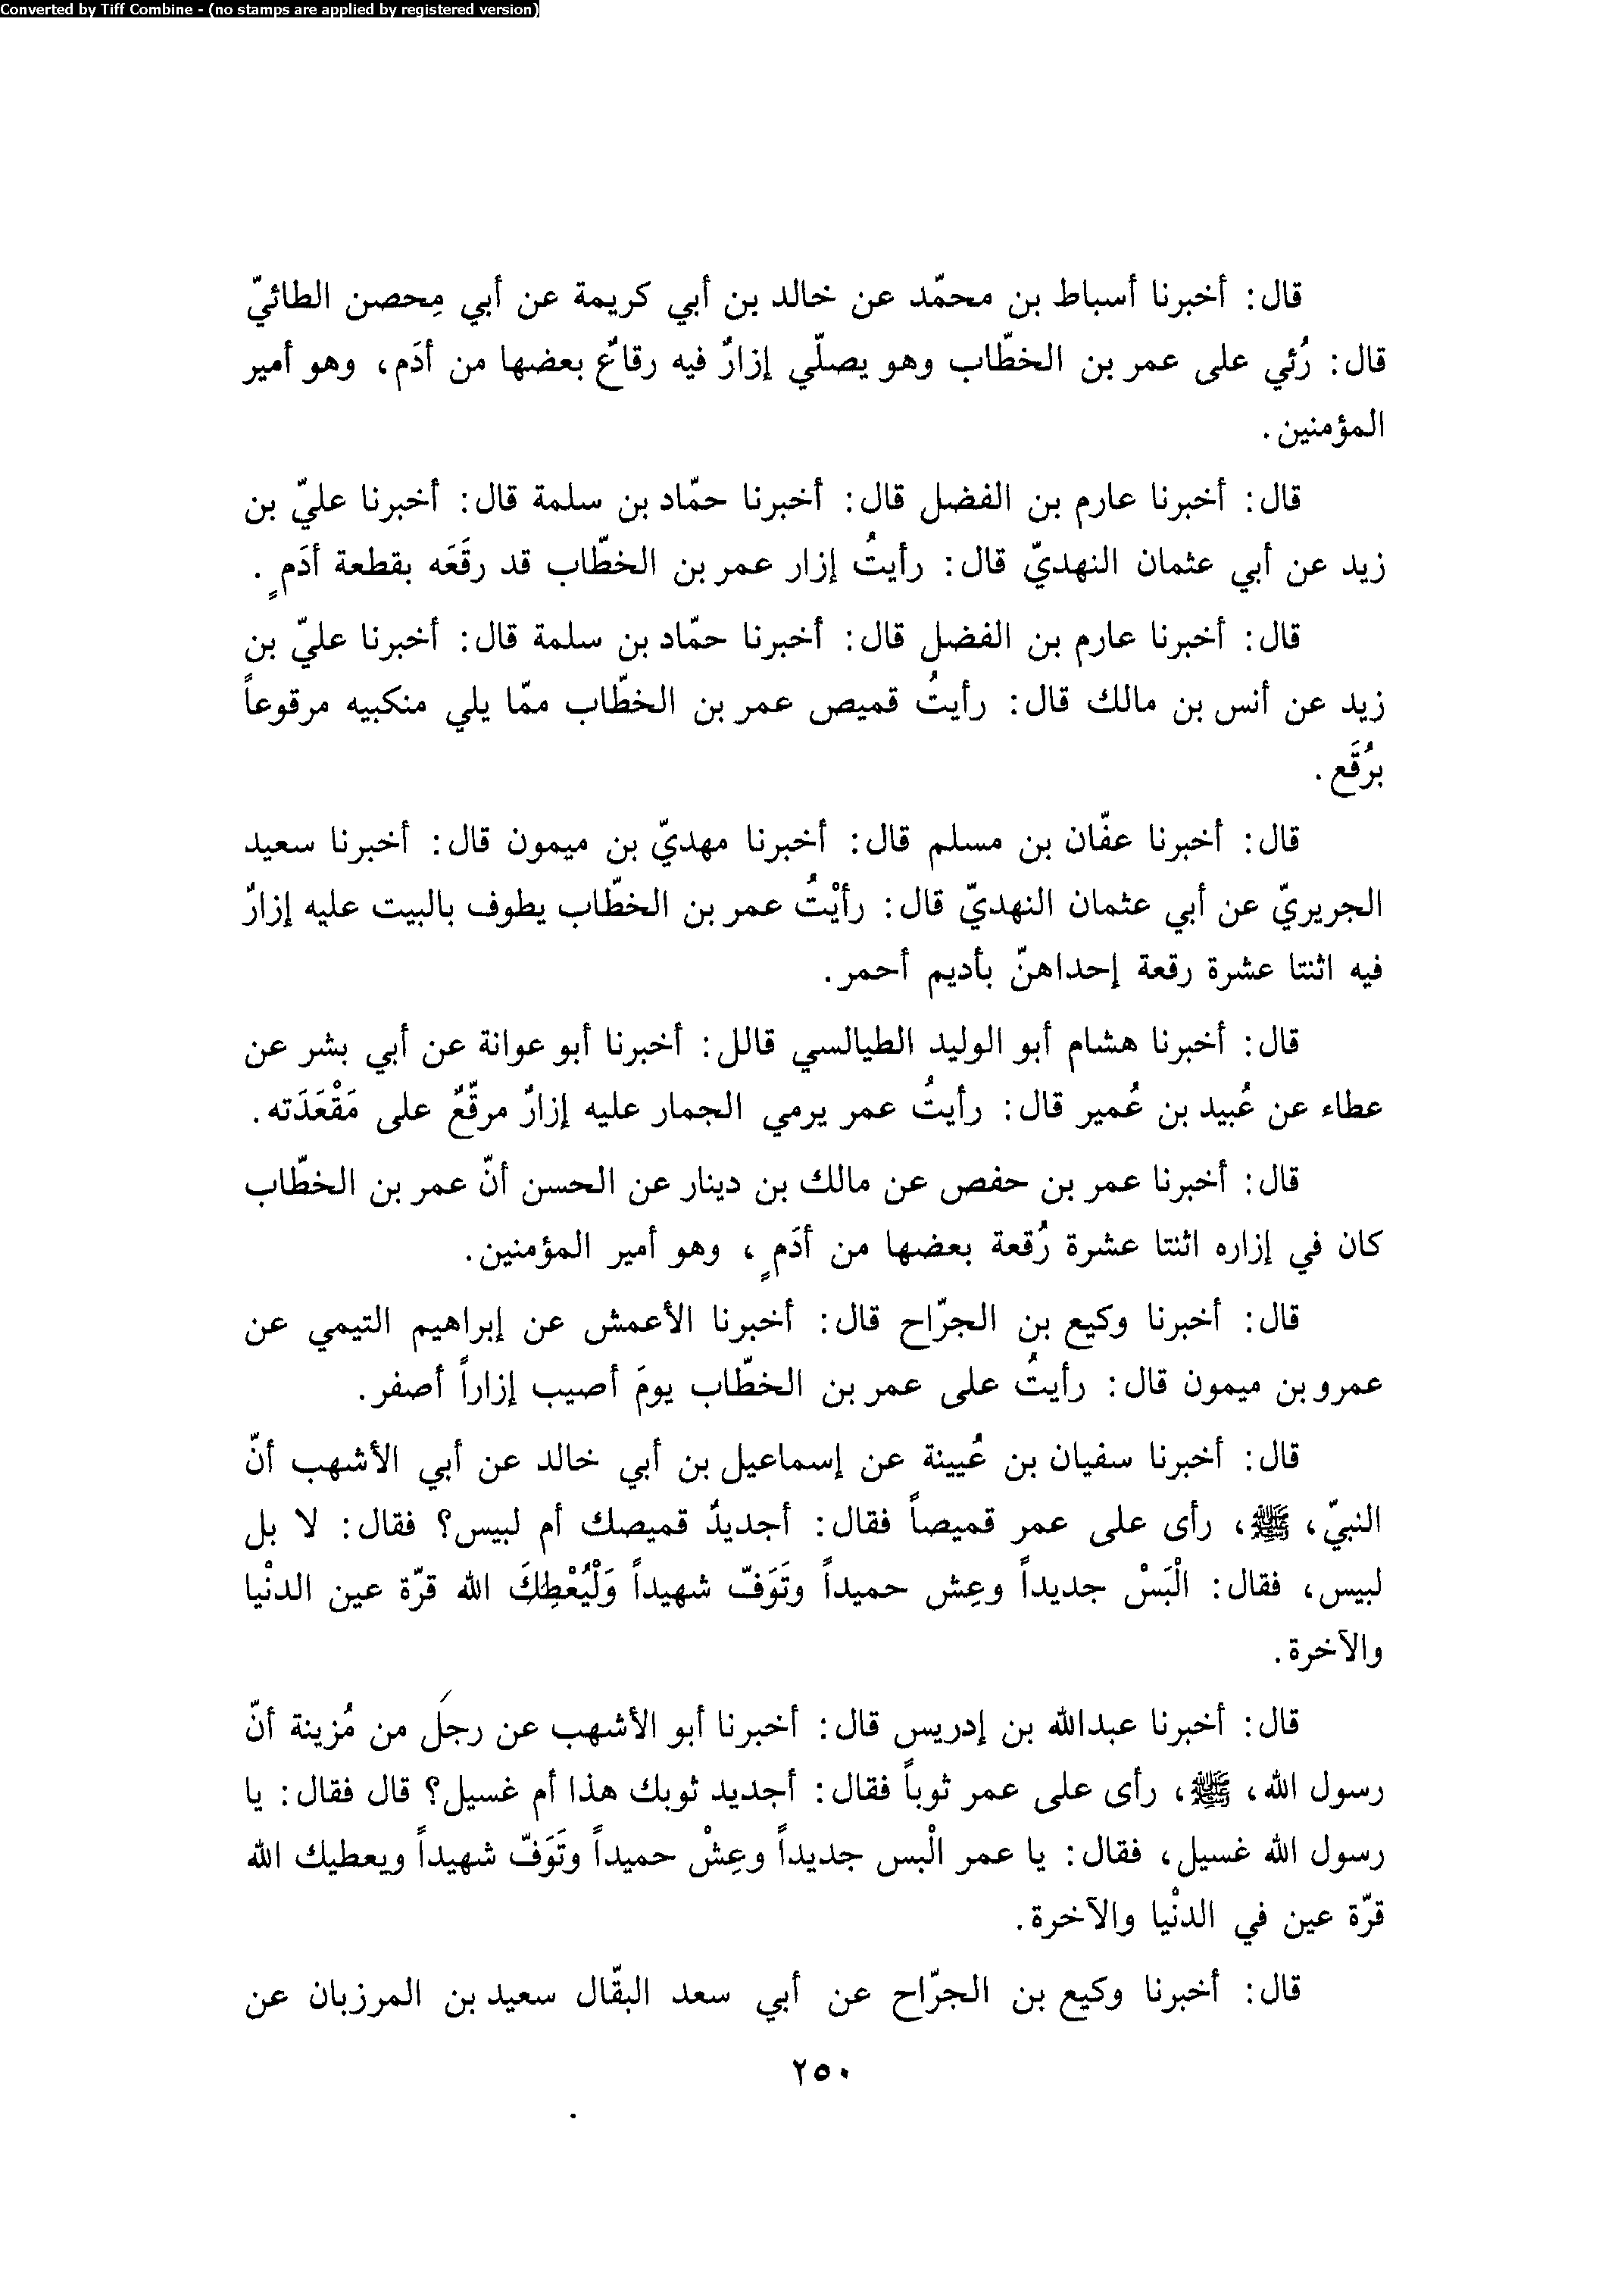 Converted by Tiff Combine - (no stamps are applied by registered version)
قال: أخبرنا أسباط بن محمّد عن خالد بن أبي كريمة عن أبي مِحصن الطائيّ
قال: رُئي على عمر بن الخطّاب وهو يصلّي إزارٌ فيه رقاعٌ بعضها من أدَم، وهو أمير
المؤمنين.
قال: أخبرنا عارم بن الفضل قال: أخبرنا حمّاد بن سلمة قال: أخبرنا عليّ بن
زيد عن أبي عثمان النهديّ قال: رأيتُ إزار عمر بن الخطّاب قد رقَعَه بقطعة أدَمٍ.
قال: أخبرنا عارم بن الفضل قال: أخبرنا حمّاد بن سلمة قال: أخبرنا عليّ بن
زيد عن أنس بن مالك قال: رأيتُ قميص عمر بن الخطّاب ممّا يلي منكبيه مرقوعاً
برُقَع.
قال: أخبرنا عفّان بن مسلم قال: أخبرنا مهديّ بن ميمون قال: أخبرنا سعيد
الجريريّ عن أبي عثمان النهديّ قال: رأيْتُ عمر بن الخطّاب يطوف بالبيت عليه إزارٌ
فيه اثنتا عشرة رقعة إحداهنّ بأديم أحمر.
قال: أخبرنا هشام أبو الوليد الطيالسي قالل: أخبرنا أبو عوانة عن أبي بشر عن
عطاء عن عُبيد بن عُمير قال: رأيتُ عمر يرمي الجمار عليه إزارٌ مرقّعٌ على مَقْعَدَته.
قال: أخبرنا عمر بن حفص عن مالك بن دينار عن الحسن أنّ عمر بن الخطّاب
كان في إزاره اثنتا عشرة رُقعة بعضها من أدَمٍ، وهو أمير المؤمنين.
قال: أخبرنا وكيع بن الجرّاح قال: أخبرنا الأعمش عن إبراهيم التيمي عن
عمرو بن ميمون قال: رأيتُ على عمر بن الخطّاب يومَ أصيب إزاراً أصفر.
قال: أخبرنا سفيان بن عُيينة عن إسماعيل بن أبي خالد عن أبي الأشهب أنّ
النبيّ، ﷺ، رأى على عمر قميصاً فقال: أجديدٌ قميصك أم لبيس؟ فقال: لا بل
لبيس، فقال: الْبَسْ جديداً وعِش حميداً وتَوَفّ شهيداً وَلْيُعْطِكَ الله قرّة عين الدنْيا
والآخرة.
قال: أخبرنا عبدالله بن إدريس قال: أخبرنا أبو الأشهب عن رجلَ من مُزينة أنّ
رسول الله، ﷺ، رأى على عمر ثوباً فقال: أجديد ثوبك هذا أم غسيل؟ قال فقال: يا
رسول الله غسيل، فقال: يا عمر الْبس جديداً وعِشْ حميداً وتَوَفّ شهيداً ويعطيك الله
قرّة عين في الدنْيا والآخرة.
قال: أخبرنا وكيع بن الجرّاح عن أبي سعد البقّال سعيد بن المرزبان عن
٢٥٠